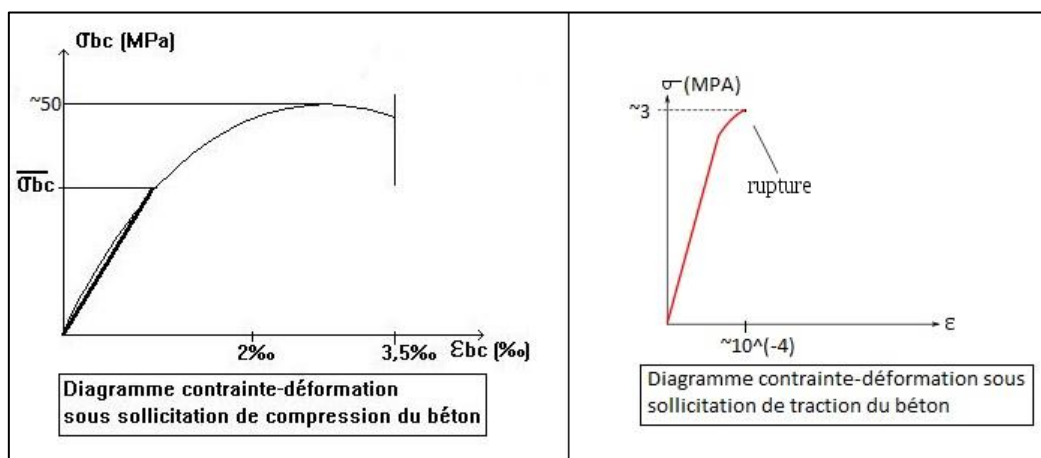 σbc (MPa)
~50
σbc
2‰
3,5‰
εbc (‰)
Diagramme contrainte-déformation
sous sollicitation de compression du béton
σ(MPA)
~3
rupture
ε
~10^(-4)
Diagramme contrainte-déformation sous
sollicitation de traction du béton